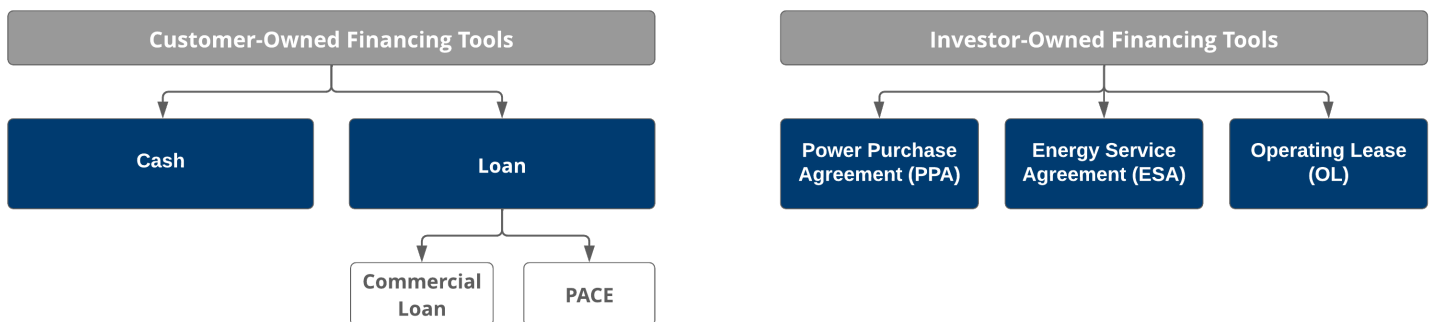 Customer-Owned Financing Tools
Investor-Owned Financing Tools
Cash
Loan
Power Purchase
Agreement (PPA)
Energy Service
Agreement (ESA)
Operating Lease
(OL)
Commercial
Loan
PACE